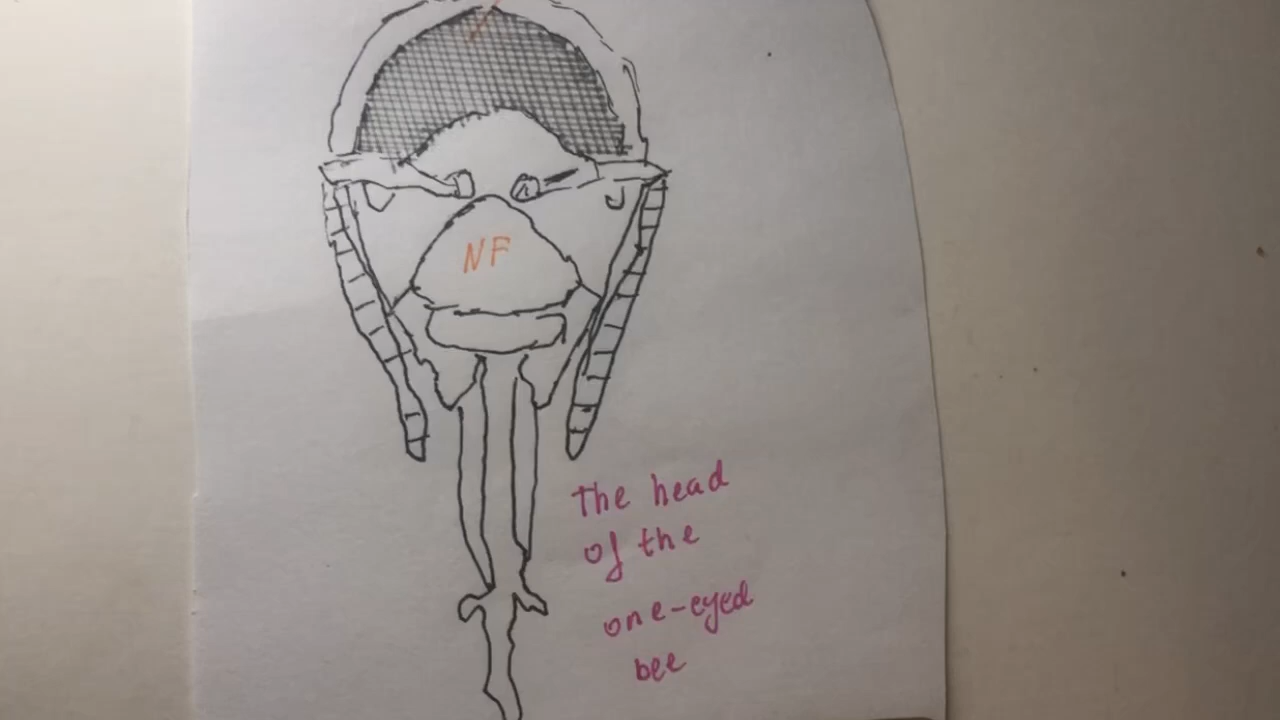 NF
The head
of the
one-eyed
bee